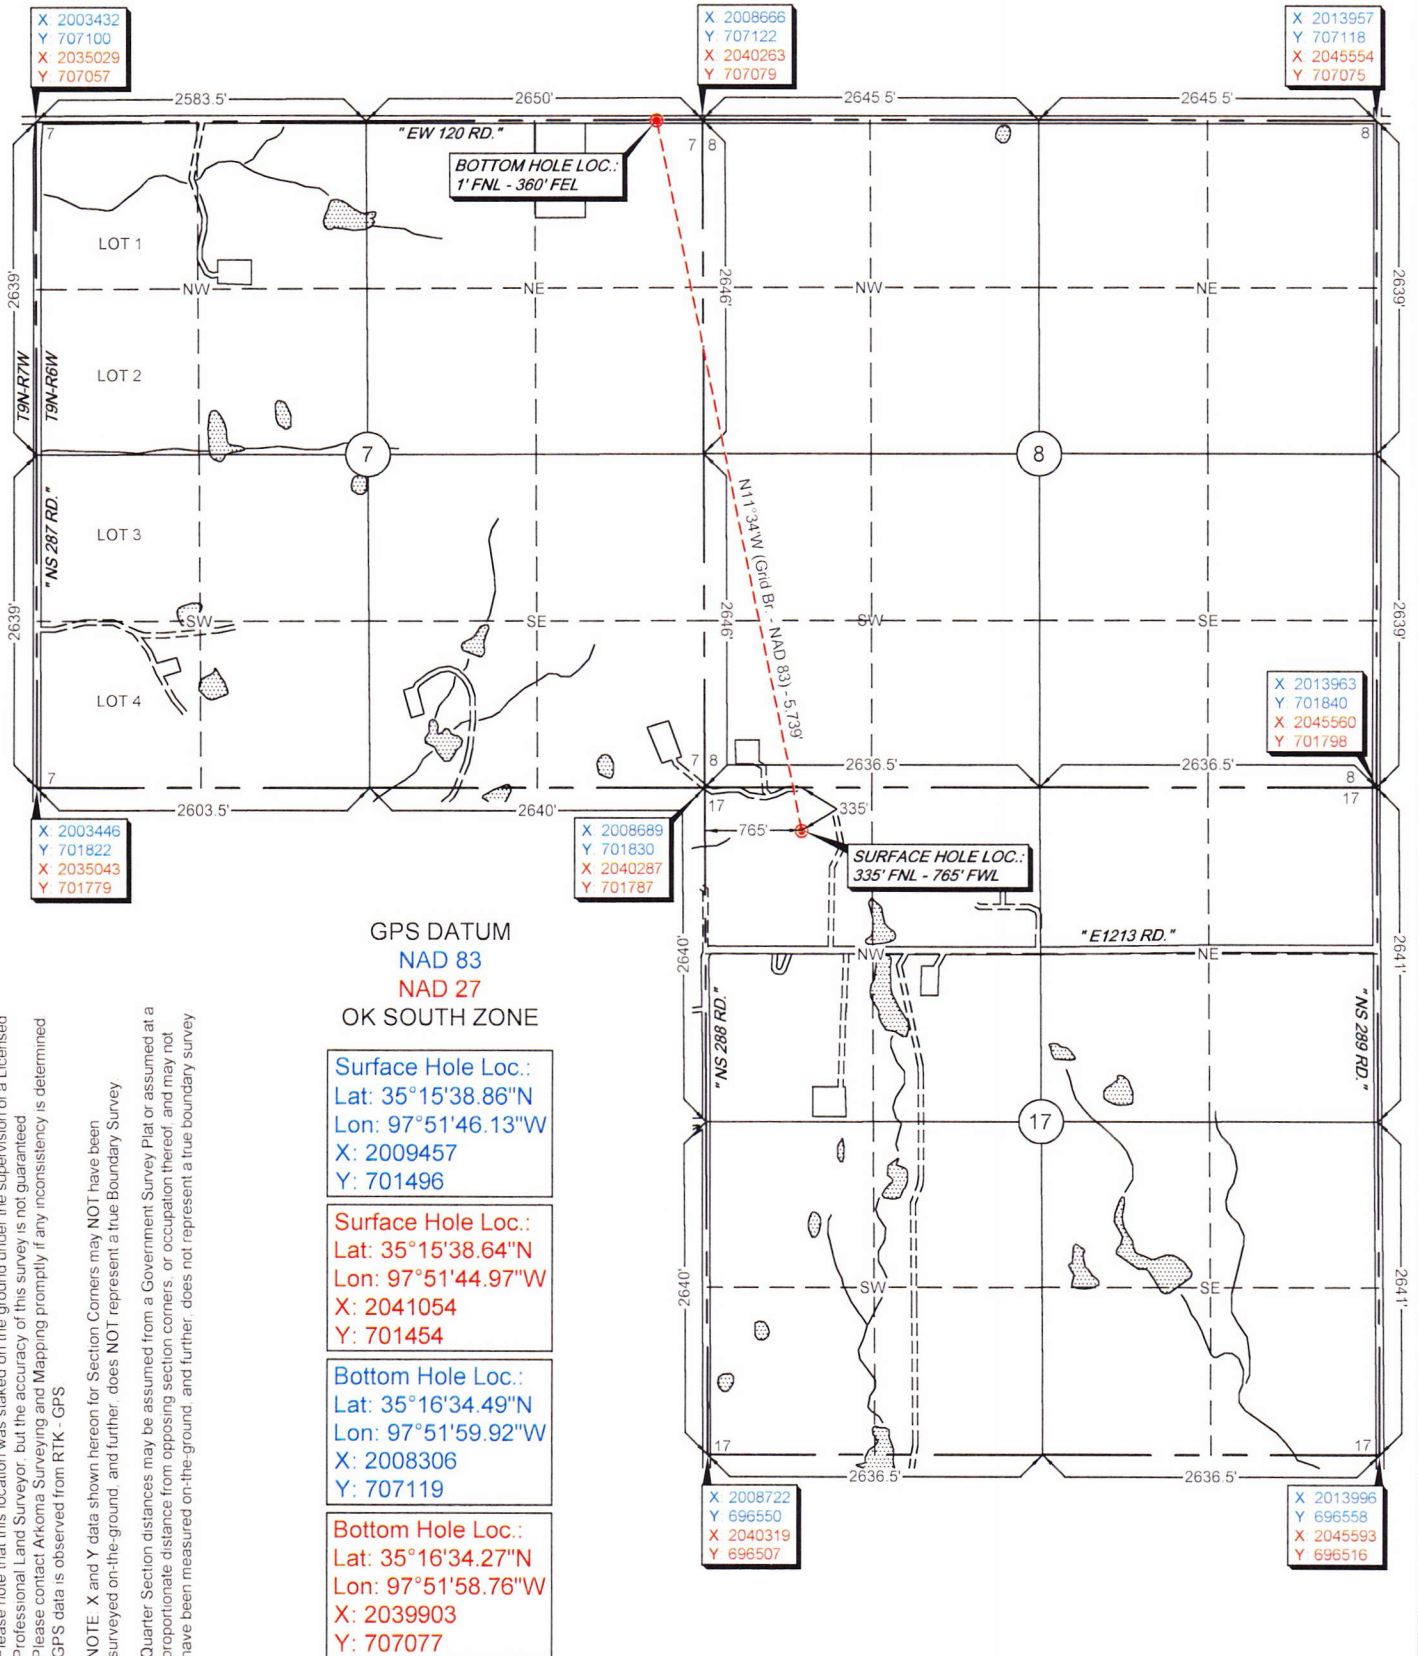 X: 2003432
Y: 707100
X: 2035029
Y: 707057
X: 2008666
Y: 707122
X: 2040263
Y: 707079
X: 2013957
Y: 707118
X: 2045554
Y: 707075
2583.5'
2650'
2645.5'
2645.5'
7
"EW 120 RD."
7
8
8
BOTTOM HOLE LOC.:
1' FNL - 360' FEL
LOT 1
2639'
NW
NE
2646'
NW
NE
2639'
T9N-R7W
T9N-R6W
LOT 2
7
8
"NS 287 RD."
LOT 3
N11°34'W (Grid Br. - NAD 83) - 5,739'
2639'
SW
SE
2646'
SW
SE
2639'
LOT 4
X: 2013963
Y: 701840
X: 2045560
Y: 701798
7
7
8
2636.5'
2636.5'
8
2603.5'
2640'
17
17
335'
765'
X: 2003446
Y: 701822
X: 2035043
Y: 701779
X: 2008689
Y: 701830
X: 2040287
Y: 701787
SURFACE HOLE LOC.:
335' FNL - 765' FWL
GPS DATUM
NAD 83
NAD 27
OK SOUTH ZONE
2640'
NW
"E1213 RD."
NE
2641'
"NS 288 RD."
"NS 289 RD."
17
Surface Hole Loc.:
Lat: 35°15'38.86"N
Lon: 97°51'46.13"W
X: 2009457
Y: 701496
Surface Hole Loc.:
Lat: 35°15'38.64"N
Lon: 97°51'44.97"W
X: 2041054
Y: 701454
Bottom Hole Loc.:
Lat: 35°16'34.49"N
Lon: 97°51'59.92"W
X: 2008306
Y: 707119
Bottom Hole Loc.:
Lat: 35°16'34.27"N
Lon: 97°51'58.76"W
X: 2039903
Y: 707077
2640'
SW
SE
2641'
17
17
2636.5'
2636.5'
X: 2008722
Y: 696550
X: 2040319
Y: 696507
X: 2013996
Y: 696558
X: 2045593
Y: 696516
Please note that this location was staked on the ground under the supervision of a Licensed
Professional Land Surveyor, but the accuracy of this survey is not guaranteed
Please contact Arkoma Surveying and Mapping promptly if any inconsistency is determined
GPS data is observed from RTK - GPS
NOTE: X and Y data shown hereon for Section Corners may NOT have been
surveyed on-the-ground, and further, does NOT represent a true Boundary Survey.
Quarter Section distances may be assumed from a Government Survey Plat or assumed at a
proportionate distance from opposing section corners, or occupation thereof, and may not
have been measured on-the-ground, and further, does not represent a true boundary survey